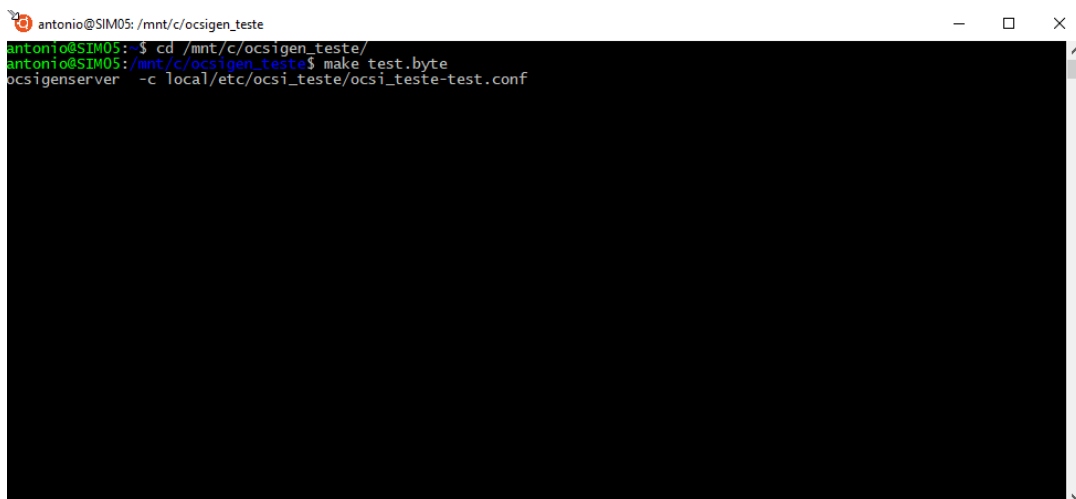 antonio@SIM05: /mnt/c/ocsigen_teste
antonio@SIM05:~$ cd /mnt/c/ocsigen_teste/
antonio@SIM05:/mnt/c/ocsigen_teste$ make test.byte
ocsigenserver  -c local/etc/ocsi_teste/ocsi_teste-test.conf